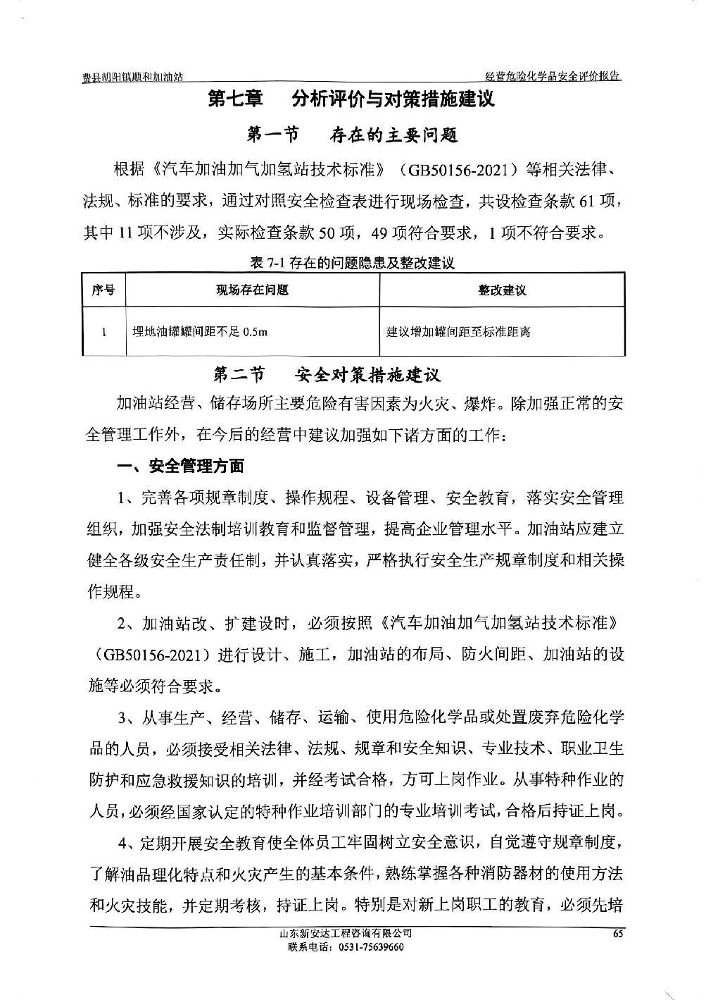 费县朝阳镇顺和加油站 经营危险化学品安全评价报告
第七章 分析评价与对策措施建议
第一节 存在的主要问题
根据《汽车加油加气加氢站技术标准》（GB50156-2021）等相关法律、
法规、标准的要求，通过对照安全检查表进行现场检查，共设检查条款 61 项，
其中 11 项不涉及，实际检查条款 50 项，49 项符合要求，1 项不符合要求。
表 7-1 存在的问题隐患及整改建议
序号 现场存在问题 整改建议
1 埋地油罐罐间距不足 0.5m 建议增加罐间距至标准距离
第二节 安全对策措施建议
加油站经营、储存场所主要危险有害因素为火灾、爆炸。除加强正常的安
全管理工作外，在今后的经营中建议加强如下诸方面的工作：
一、安全管理方面
1、完善各项规章制度、操作规程、设备管理、安全教育，落实安全管理
组织，加强安全法制培训教育和监督管理，提高企业管理水平。加油站应建立
健全各级安全生产责任制，并认真落实，严格执行安全生产规章制度和相关操
作规程。
2、加油站改、扩建设时，必须按照《汽车加油加气加氢站技术标准》
（GB50156-2021）进行设计、施工，加油站的布局、防火间距、加油站的设
施等必须符合要求。
3、从事生产、经营、储存、运输、使用危险化学品或处置废弃危险化学
品的人员，必须接受相关法律、法规、规章和安全知识、专业技术、职业卫生
防护和应急救援知识的培训，并经考试合格，方可上岗作业。从事特种作业的
人员，必须经国家认定的特种作业培训部门的专业培训考试，合格后持证上岗。
4、定期开展安全教育使全体员工牢固树立安全意识，自觉遵守规章制度，
了解油品理化特点和火灾产生的基本条件，熟练掌握各种消防器材的使用方法
和火灾技能，并定期考核，持证上岗。特别是对新上岗职工的教育，必须先培
山东新安达工程咨询有限公司 65
联系电话：0531-75639660